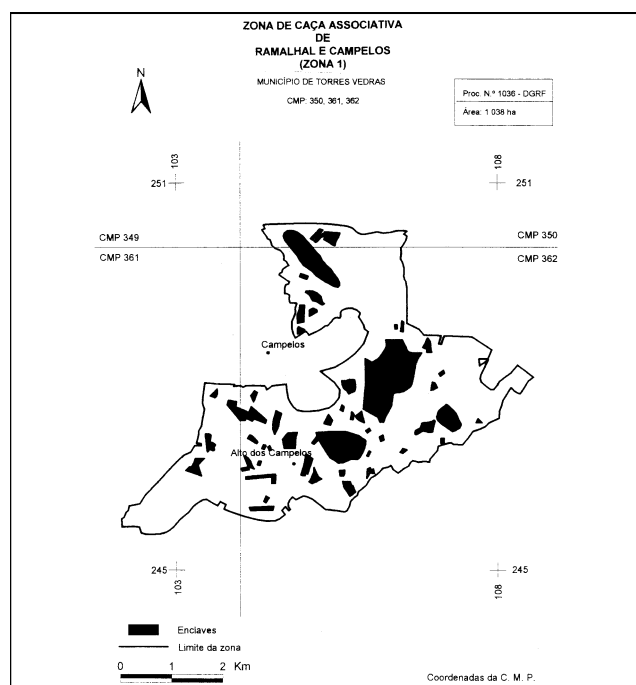 ZONA DE CAÇA ASSOCIATIVA
DE
RAMALHAL E CAMPELOS
(ZONA 1)
MUNICÍPIO DE TORRES VEDRAS
CMP: 350, 361, 362
N
Proc. N.º 1036 - DGRF
Área: 1 038 ha
103
108
251
251
CMP 349
CMP 350
CMP 361
CMP 362
Campelos
Alto dos Campelos
245
245
103
108
Enclaves
Limite da zona
0 1 2 Km
Coordenadas da C. M. P.